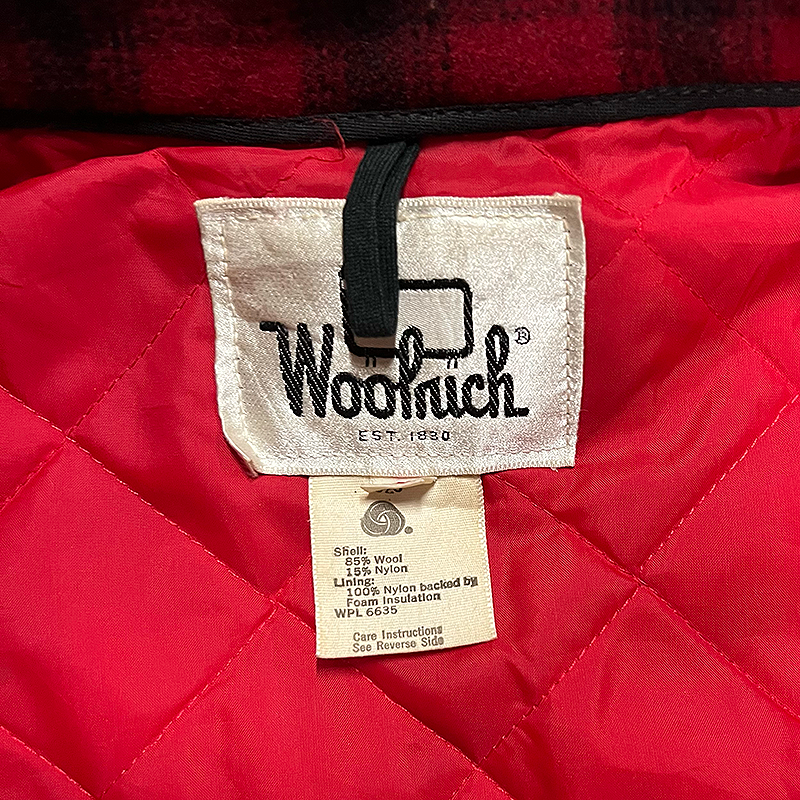 Woolrich®
EST. 1830
Shell:
85% Wool
15% Nylon
Lining:
100% Nylon backed by
Foam Insulation
WPL 6635
Care Instructions
See Reverse Side